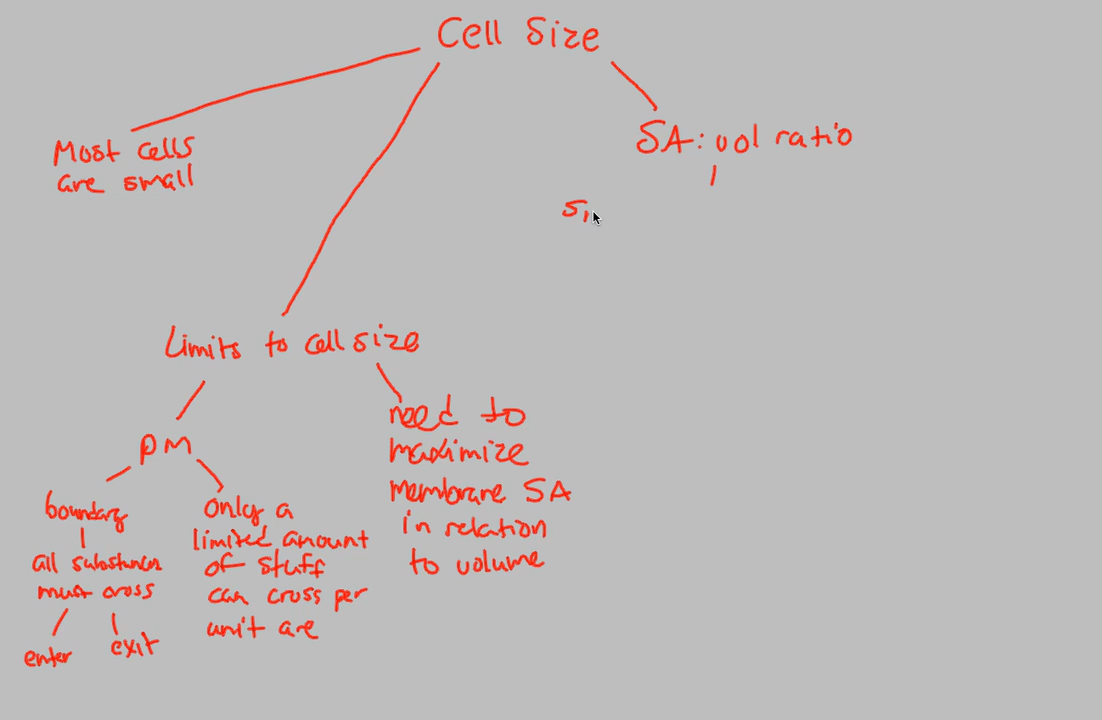 Cell Size
Most cells
are small
SA: vol ratio
Si
Limits to cell size
PM
need to
maximize
membrane SA
in relation
to volume
boundary
all substances
must cross
enter
exit
only a
limited amount
of stuff
can cross per
unit are